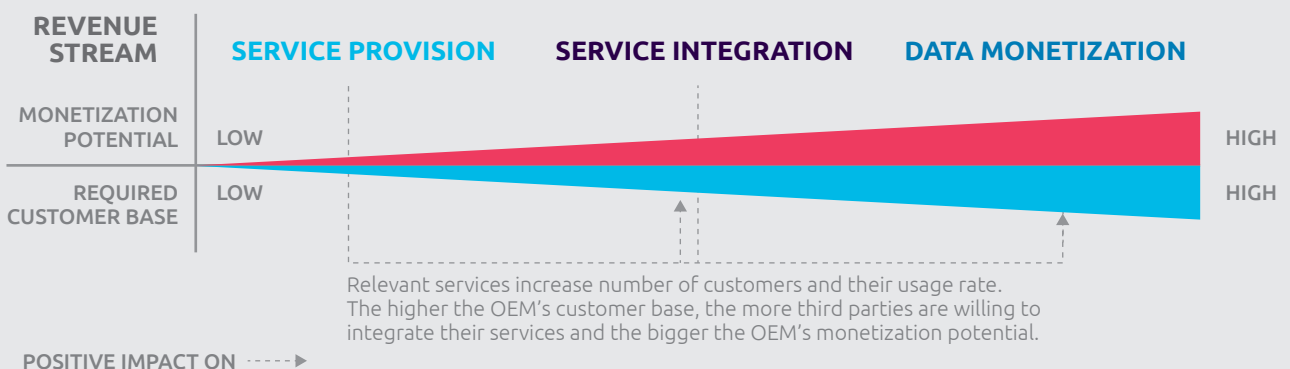 REVENUE
STREAM
SERVICE PROVISION
SERVICE INTEGRATION
DATA MONETIZATION
MONETIZATION
POTENTIAL
LOW
HIGH
REQUIRED
CUSTOMER BASE
LOW
HIGH
Relevant services increase number of customers and their usage rate.
The higher the OEM's customer base, the more third parties are willing to
integrate their services and the bigger the OEM's monetization potential.
POSITIVE IMPACT ON